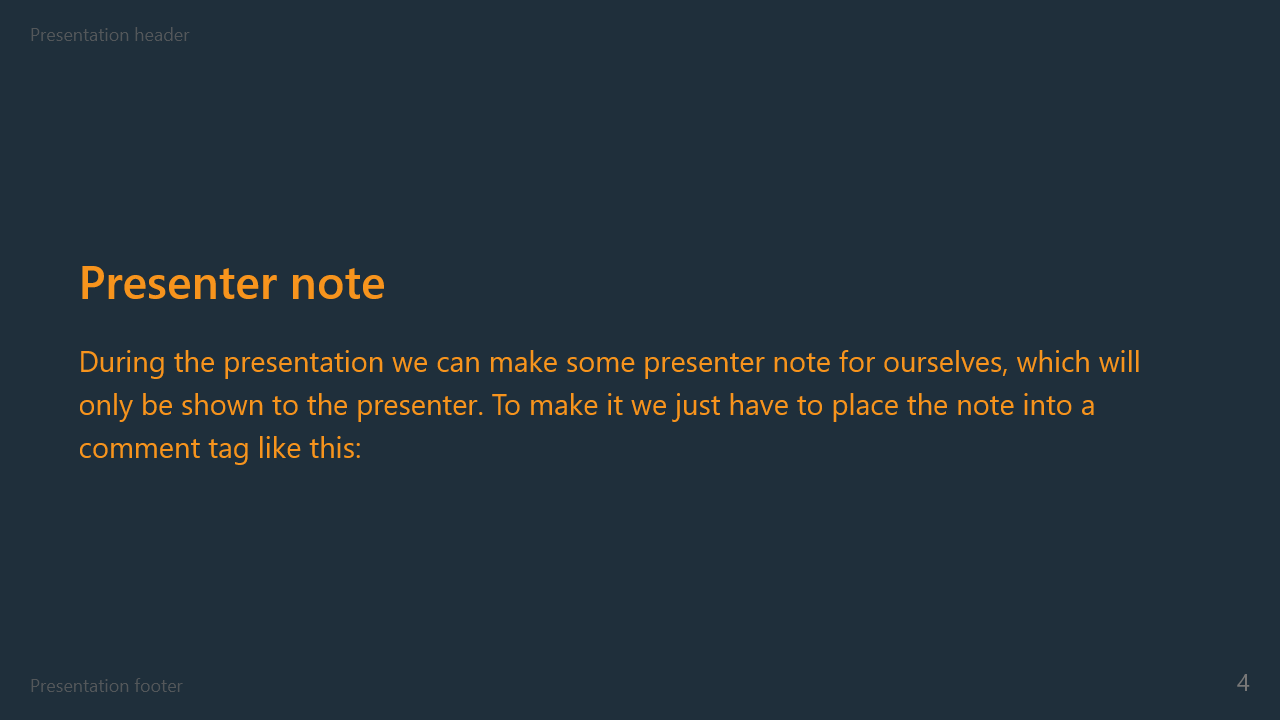 Presentation header
Presenter note
During the presentation we can make some presenter note for ourselves, which will
only be shown to the presenter. To make it we just have to place the note into a
comment tag like this:
Presentation footer
4